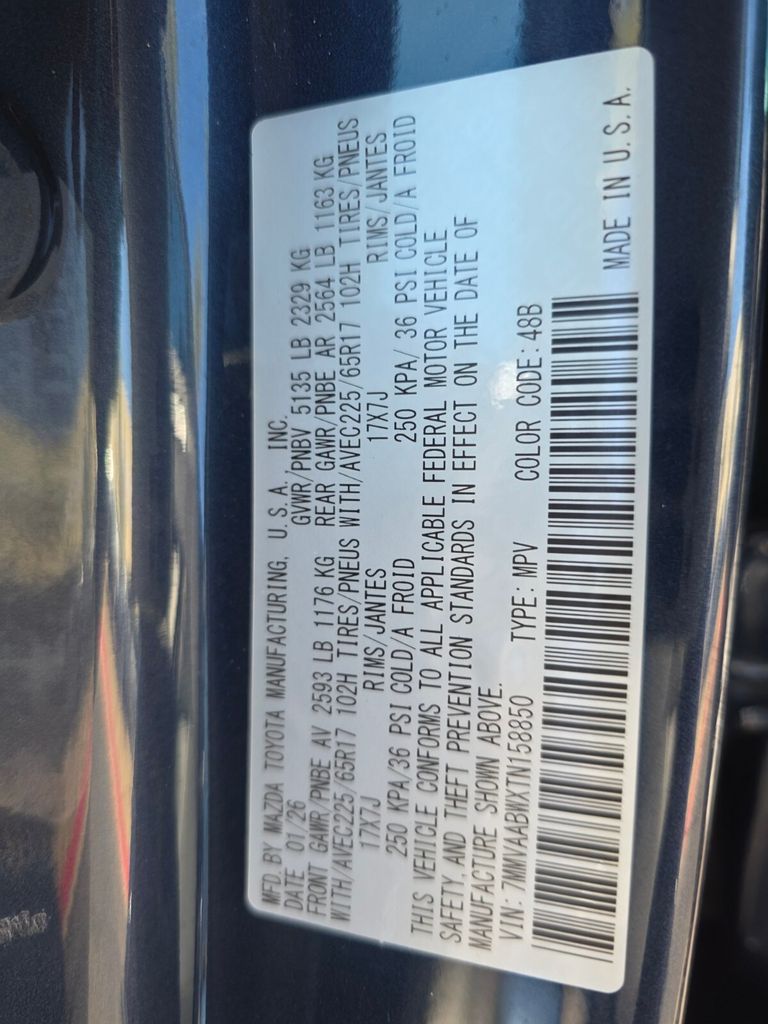 MFD. BY MAZDA TOYOTA MANUFACTURING, U.S.A. INC.
DATE 01/26 GVWR/PNBV 5135 LB 2329 KG
FRONT GAWR/PNBE AV 2593 LB 1176 KG REAR GAWR/PNBE AR 2564 LB 1163 KG
WITH/AVEC225/65R17 102H TIRES/PNEUS WITH/AVEC225/65R17 102H TIRES/PNEUS
17X7J RIMS/JANTES 17X7J RIMS/JANTES
250 KPA/36 PSI COLD/A FROID 250 KPA/ 36 PSI COLD/A FROID
THIS VEHICLE CONFORMS TO ALL APPLICABLE FEDERAL MOTOR VEHICLE
SAFETY, AND THEFT PREVENTION STANDARDS IN EFFECT ON THE DATE OF
MANUFACTURE SHOWN ABOVE.
VIN: 7MMVAABWXTN158850 TYPE: MPV COLOR CODE: 48B
MADE IN U.S.A.